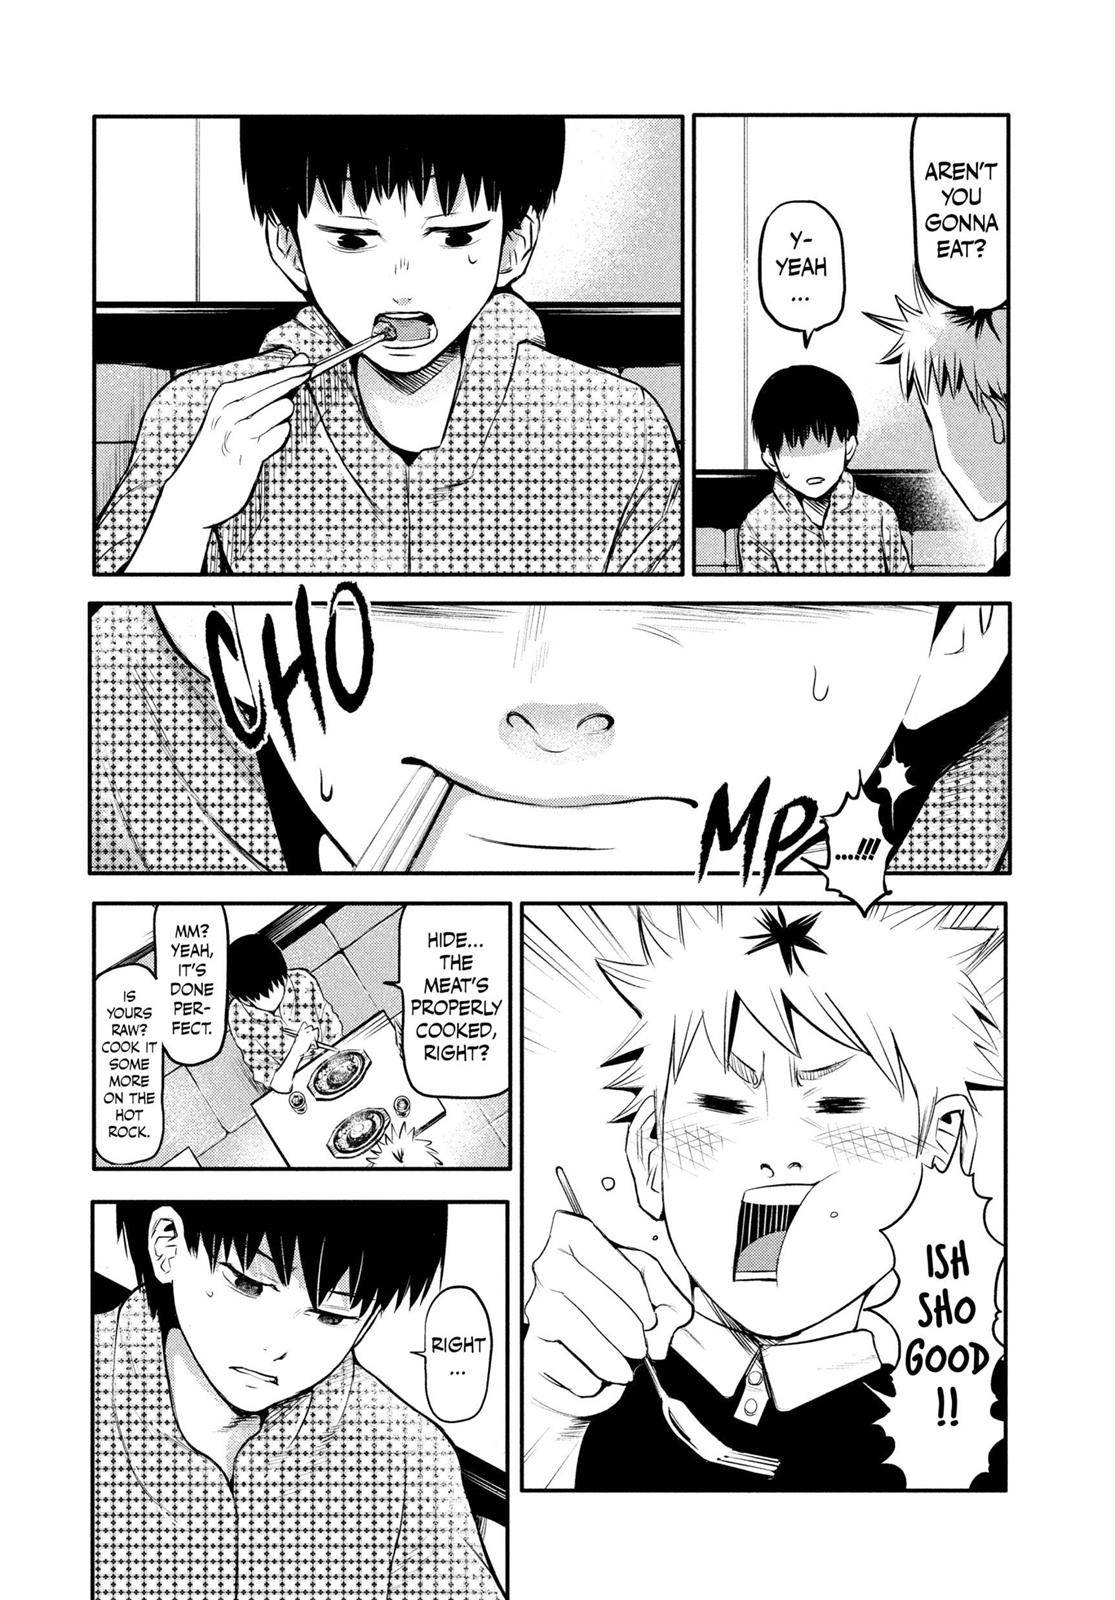 AREN'T
YOU
GONNA
EAT?
Y-
YEAH
...
CHO
MP
....!!!
ISH
SHO
GOOD
!!
HIDE...
THE
MEAT'S
PROPERLY
COOKED,
RIGHT?
MM?
YEAH,
IT'S
DONE
PER-
FECT.
IS
YOURS
RAW?
COOK IT
SOME
MORE
ON THE
HOT
ROCK.
RIGHT
...